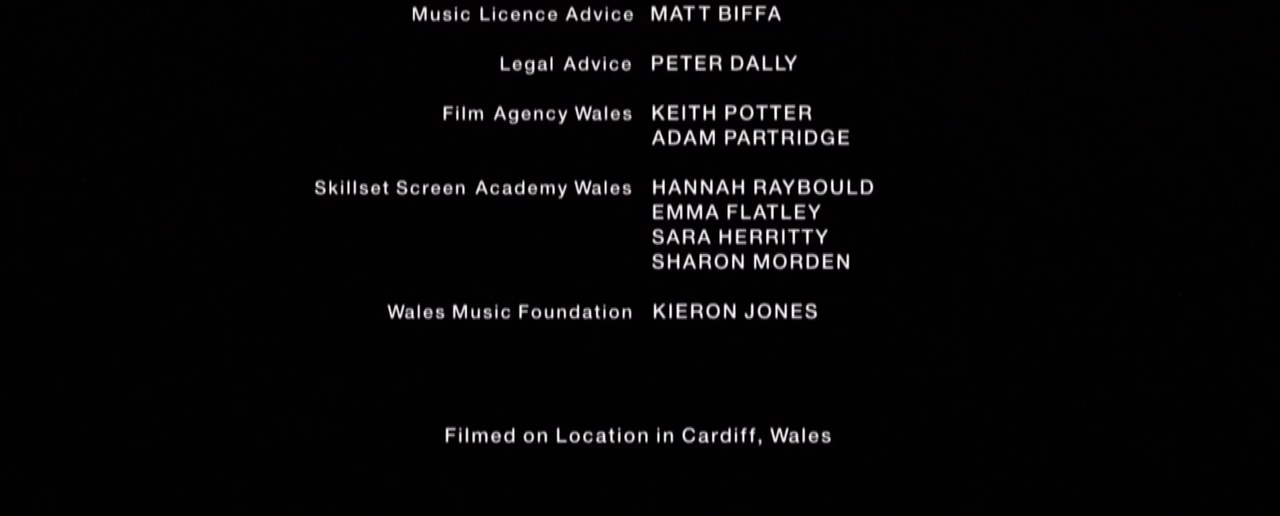 Music Licence Advice MATT BIFFA
Legal Advice PETER DALLY
Film Agency Wales KEITH POTTER
ADAM PARTRIDGE
Skillset Screen Academy Wales HANNAH RAYBOULD
EMMA FLATLEY
SARA HERRITTY
SHARON MORDEN
Wales Music Foundation KIERON JONES
Filmed on Location in Cardiff, Wales